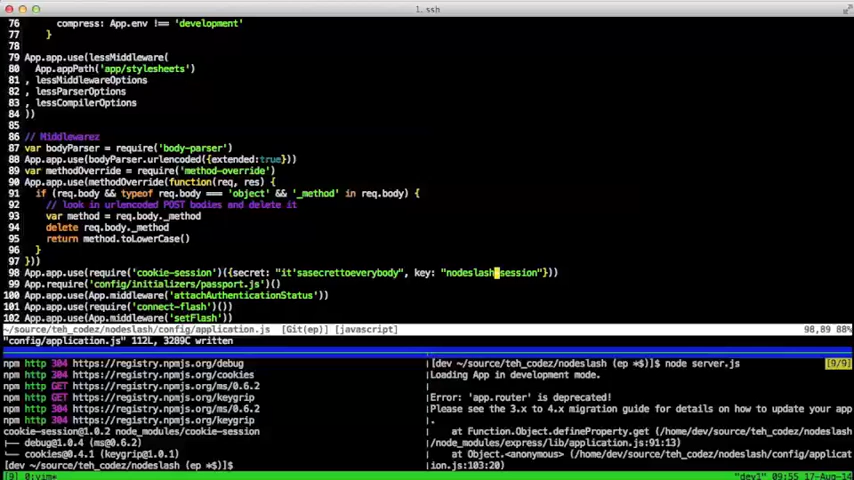 1. ssh
76       compress: App.env !== 'development'
77     }
78
79 App.app.use(lessMiddleware(
80   App.appPath('app/stylesheets')
81 , lessMiddlewareOptions
82 , lessParserOptions
83 , lessCompilerOptions
84 ))
85
86 // Middlewarez
87 var bodyParser = require('body-parser')
88 App.app.use(bodyParser.urlencoded({extended:true}))
89 var methodOverride = require('method-override')
90 App.app.use(methodOverride(function(req, res) {
91   if (req.body && typeof req.body === 'object' && '_method' in req.body) {
92     // look in urlencoded POST bodies and delete it
93     var method = req.body._method
94     delete req.body._method
95     return method.toLowerCase()
96   }
97 }))
98 App.app.use(require('cookie-session')({secret: "it'sasecrettoeverybody", key: "nodeslash-session"}))
99 App.require('config/initializers/passport.js')()
100 App.app.use(App.middleware('attachAuthenticationStatus'))
101 App.app.use(require('connect-flash')())
102 App.app.use(App.middleware('setFlash'))
~/source/teh_codez/nodeslash/config/application.js [Git(ep)] [javascript] 98,89 88%
"config/application.js" 112L, 3289C written
npm http 304 https://registry.npmjs.org/debug
npm http 304 https://registry.npmjs.org/cookies
npm http GET https://registry.npmjs.org/ms/0.6.2
npm http GET https://registry.npmjs.org/keygrip
npm http 304 https://registry.npmjs.org/ms/0.6.2
npm http 304 https://registry.npmjs.org/keygrip
cookie-session@1.0.2 node_modules/cookie-session
├── debug@1.0.4 (ms@0.6.2)
└── cookies@0.4.1 (keygrip@1.0.1)
[dev ~/source/teh_codez/nodeslash (ep *$)]$
[dev ~/source/teh_codez/nodeslash (ep *$)]$ node server.js [9/9]
Loading App in development mode.
Error: 'app.router' is deprecated!
Please see the 3.x to 4.x migration guide for details on how to update your app
.
at Function.Object.defineProperty.get (/home/dev/source/teh_codez/nodeslash
/node_modules/express/lib/application.js:91:13)
at Object.<anonymous> (/home/dev/source/teh_codez/nodeslash/config/applicat
ion.js:103:20)
[9] 0:vim* "dev1" 09:55 17-Aug-14